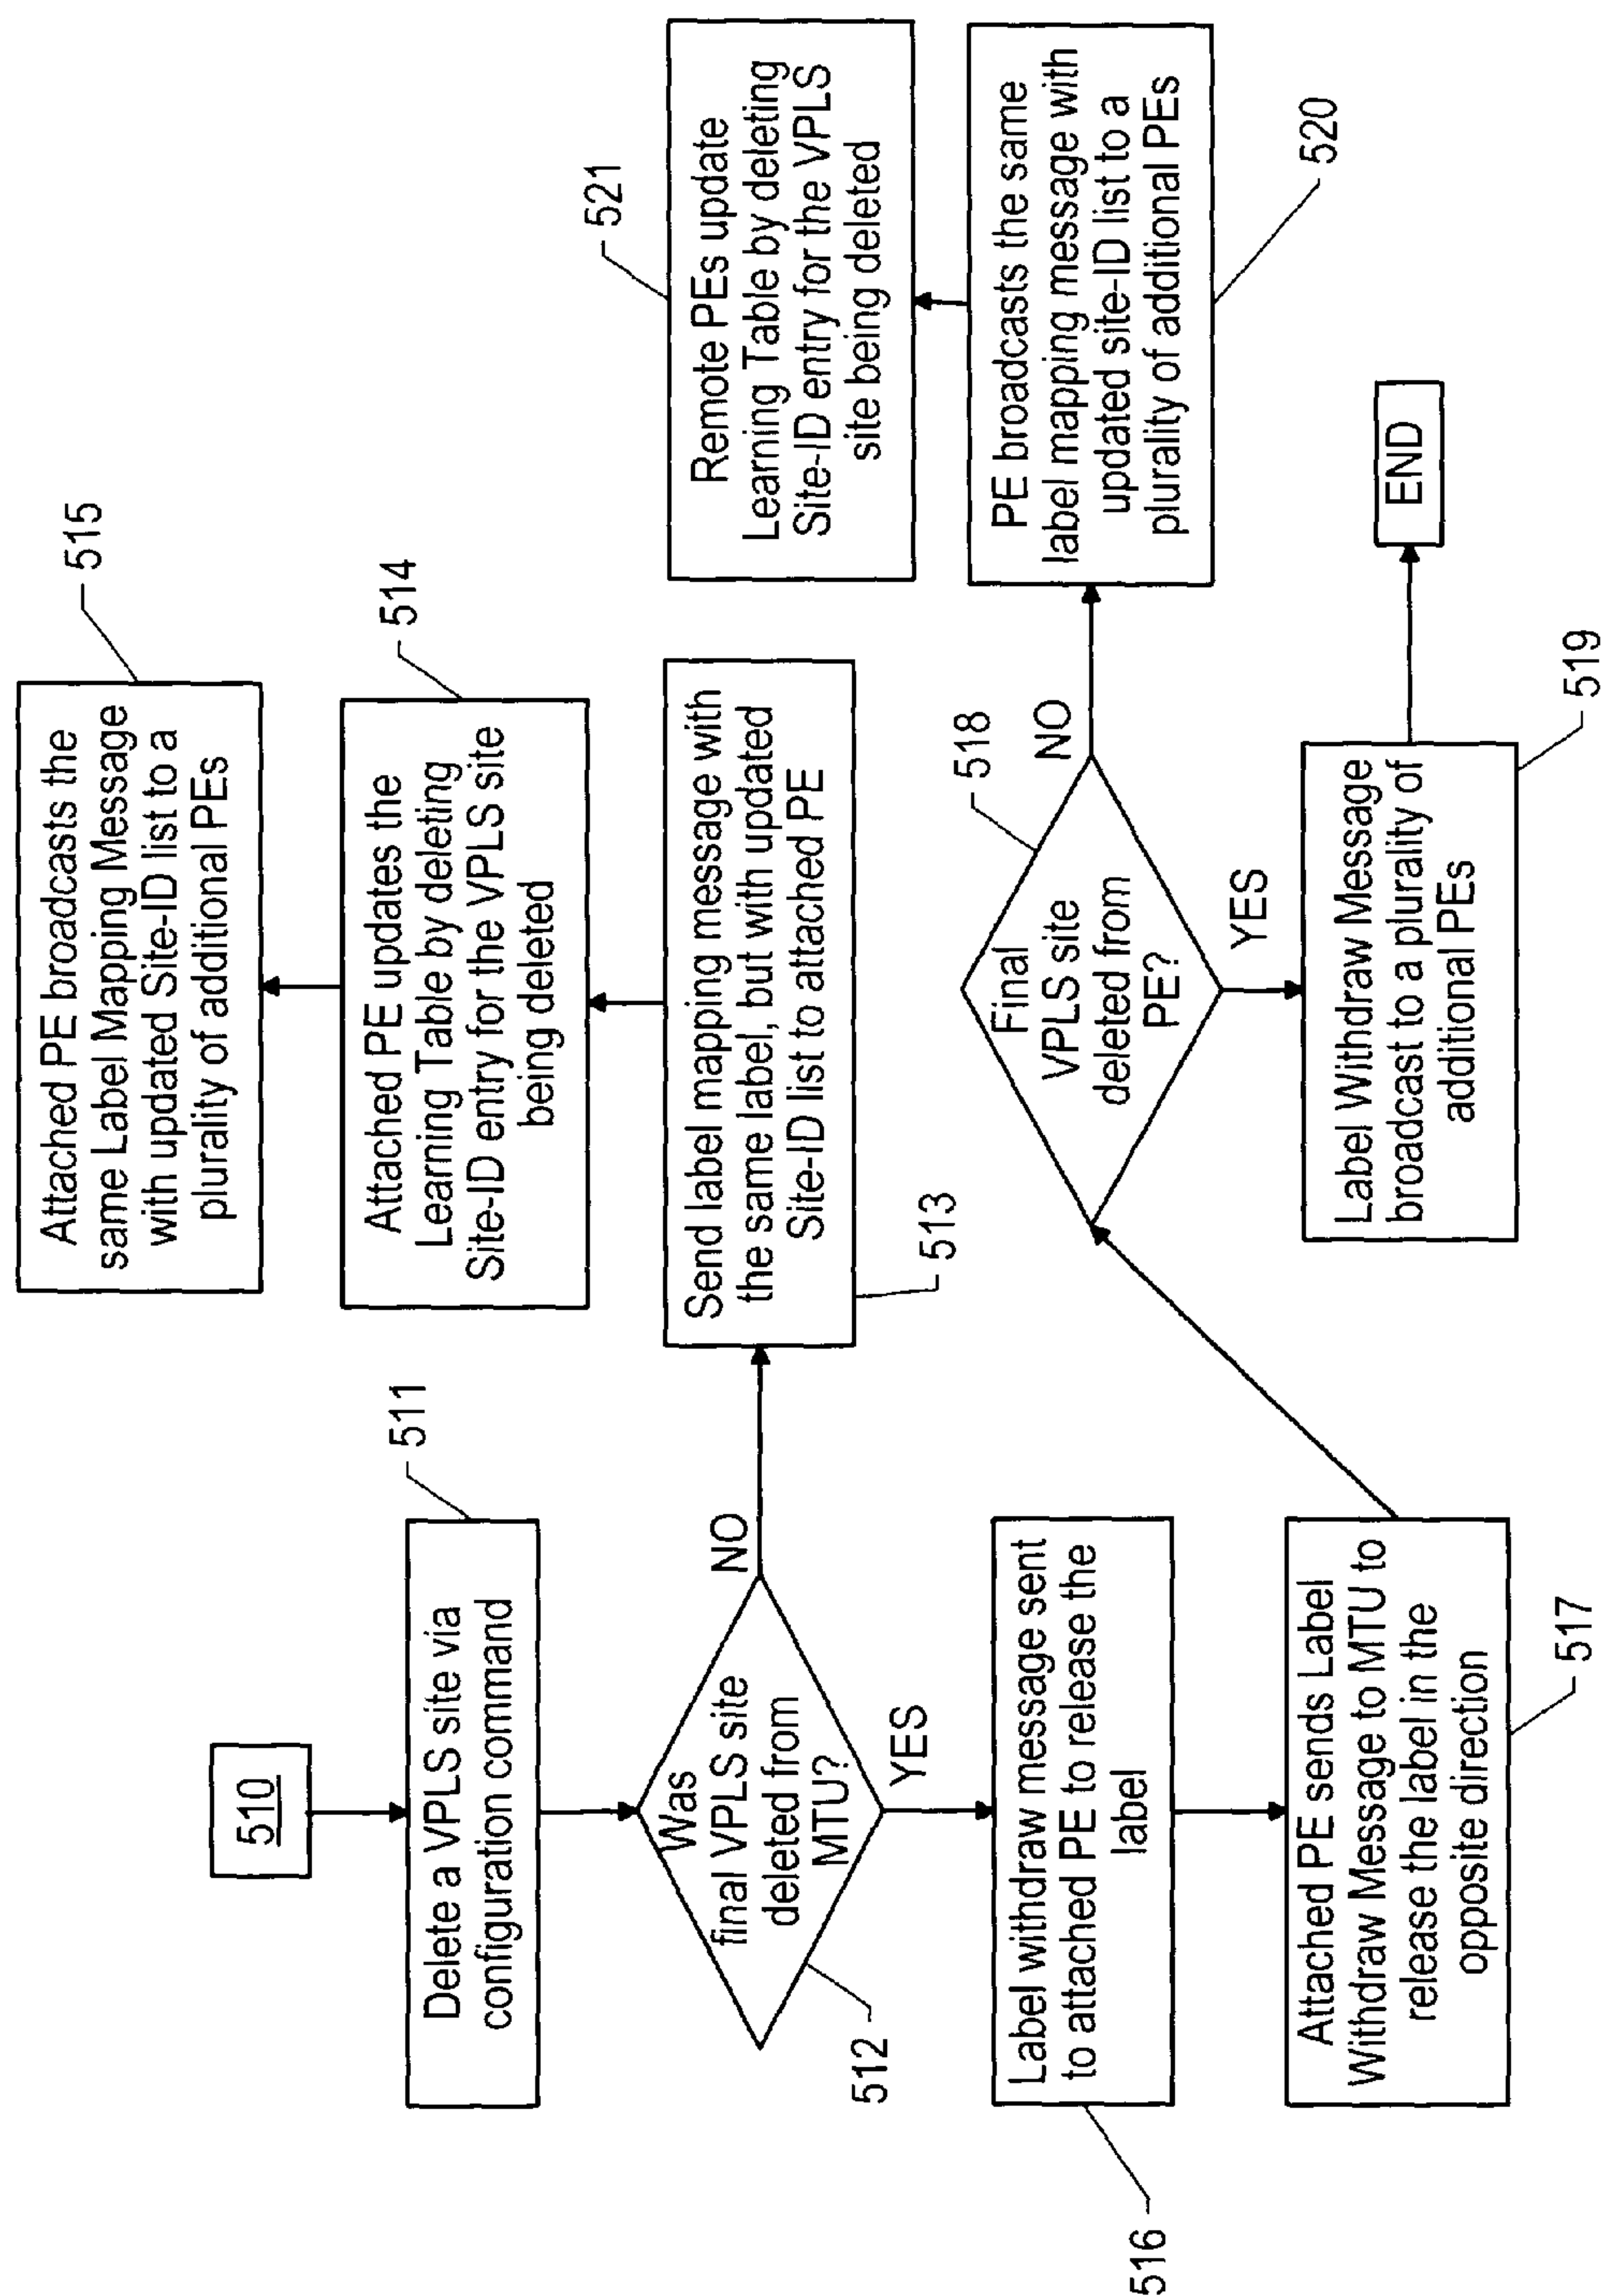 510
511
Delete a VPLS site via
configuration command
512
Was
final VPLS site
deleted from
MTU?
NO
YES
513
Send label mapping message with
the same label, but with updated
Site-ID list to attached PE
514
Attached PE updates the
Learning Table by deleting
Site-ID entry for the VPLS site
being deleted
515
Attached PE broadcasts the
same Label Mapping Message
with updated Site-ID list to a
plurality of additional PEs
516
Label withdraw message sent
to attached PE to release the
label
517
Attached PE sends Label
Withdraw Message to MTU to
release the label in the
opposite direction
518
Final
VPLS site
deleted from
PE?
NO
YES
519
Label Withdraw Message
broadcast to a plurality of
additional PEs
END
520
PE broadcasts the same
label mapping message with
updated site-ID list to a
plurality of additional PEs
521
Remote PEs update
Learning Table by deleting
Site-ID entry for the VPLS
site being deleted